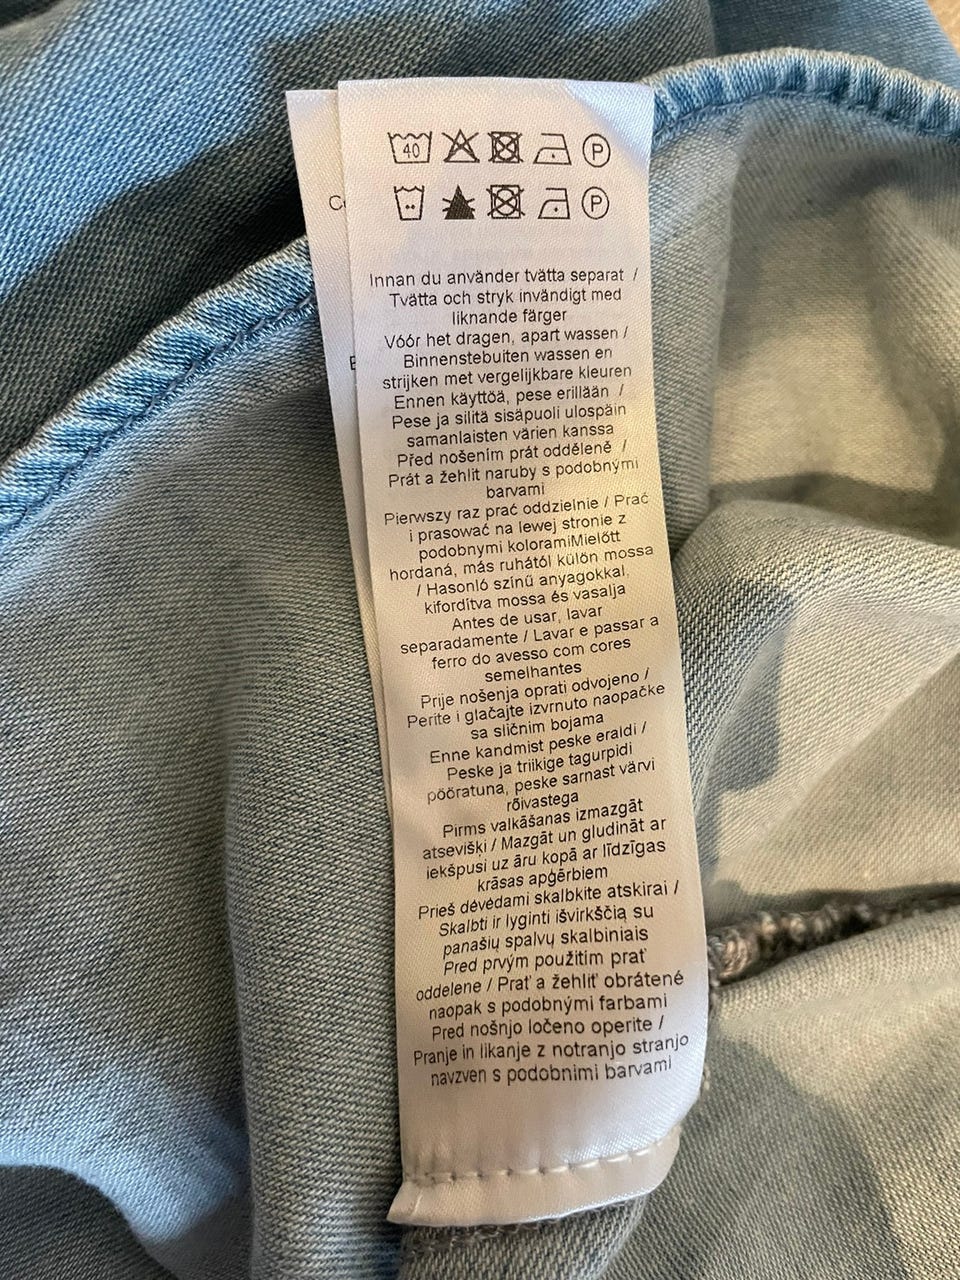 40 P
P
Innan du använder tvätta separat /
Tvätta och stryk invändigt med
liknande färger
Vóór het dragen, apart wassen /
Binnenstebuiten wassen en
strijken met vergelijkbare kleuren
Ennen käyttöä, pese erillään /
Pese ja silitä sisäpuoli ulospäin
samanlaisten värien kanssa
Před nošením prát odděleně /
Prát a žehlit naruby s podobnými
barvami
Pierwszy raz prać oddzielnie / Prać
i prasować na lewej stronie z
podobnymi koloramiMielőtt
hordaná, más ruhától külön mossa
/ Hasonló színű anyagokkal,
kifordítva mossa és vasalja
Antes de usar, lavar
separadamente / Lavar e passar a
ferro do avesso com cores
semelhantes
Prije nošenja oprati odvojeno /
Perite i glačajte izvrnuto naopačke
sa sličnim bojama
Enne kandmist peske eraldi /
Peske ja triikige tagurpidi
pööratuna, peske sarnast värvi
rõivastega
Pirms valkāšanas izmazgāt
atsevišķi / Mazgāt un gludināt ar
iekšpusi uz āru kopā ar līdzīgas
krāsas apģērbiem
Prieš dėvėdami skalbkite atskirai /
Skalbti ir lyginti išvirkščią su
panašių spalvų skalbiniais
Pred prvým použitím prať
oddelene / Prať a žehliť obrátené
naopak s podobnými farbami
Pred nošnjo ločeno operite /
Pranje in likanje z notranjo stranjo
navzven s podobnimi barvami